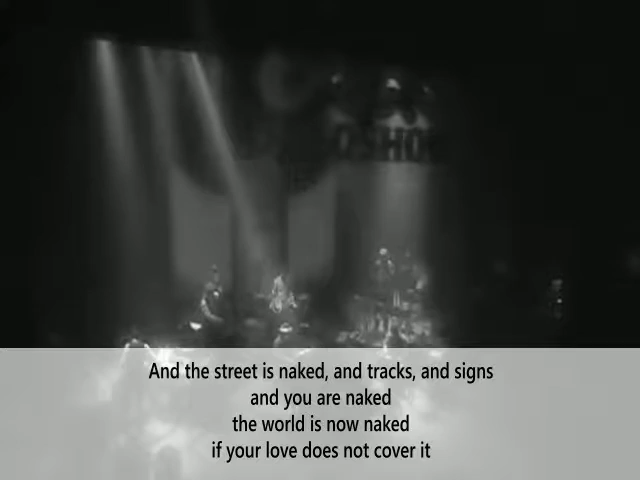 And the street is naked, and tracks, and signs
and you are naked
the world is now naked
if your love does not cover it